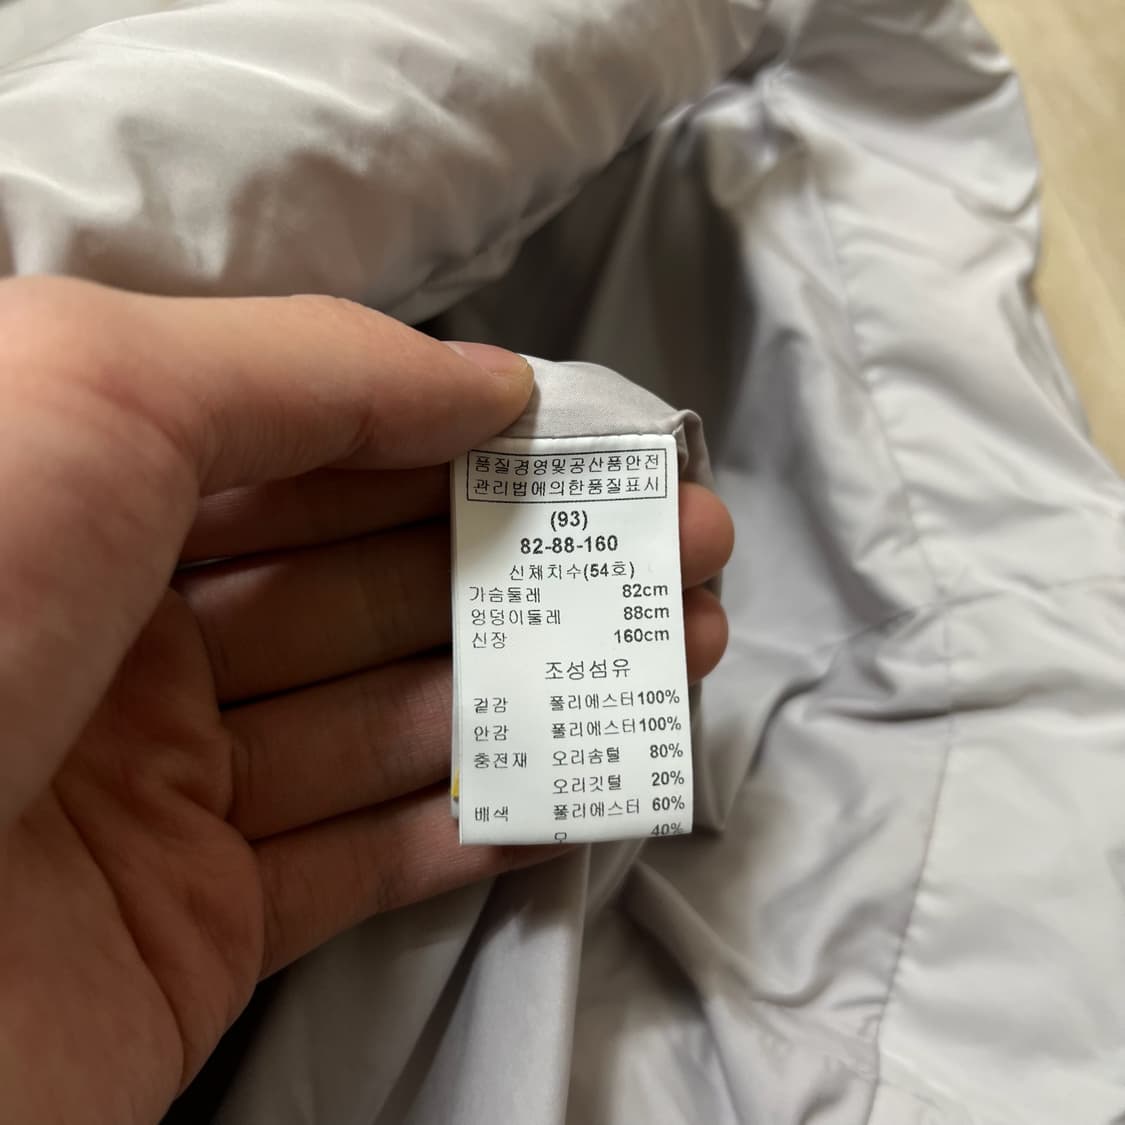 품질경영및공산품안전
관리법에의한품질표시
(93)
82-88-160
신체치수(54호)
가슴둘레 82cm
엉덩이둘레 88cm
신장 160cm
조성섬유
겉감 폴리에스터100%
안감 폴리에스터100%
충전재 오리솜털 80%
오리깃털 20%
배색 폴리에스터 60%
모 40%